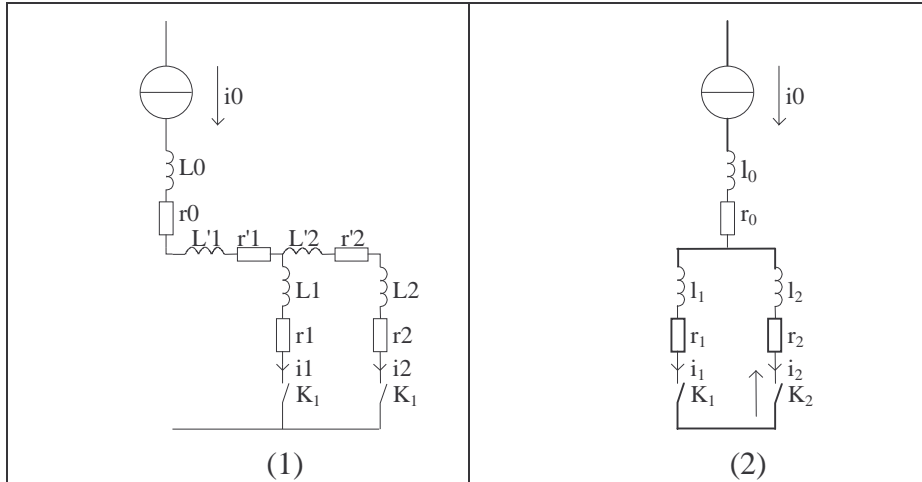 i0
L0
r0
L'1 r'1 L'2 r'2
L1 L2
r1 r2
i1 i2
K₁ K₁
(1)
i0
l₀
r₀
l₁ l₂
r₁ r₂
i₁ i₂
K₁ K₂
(2)